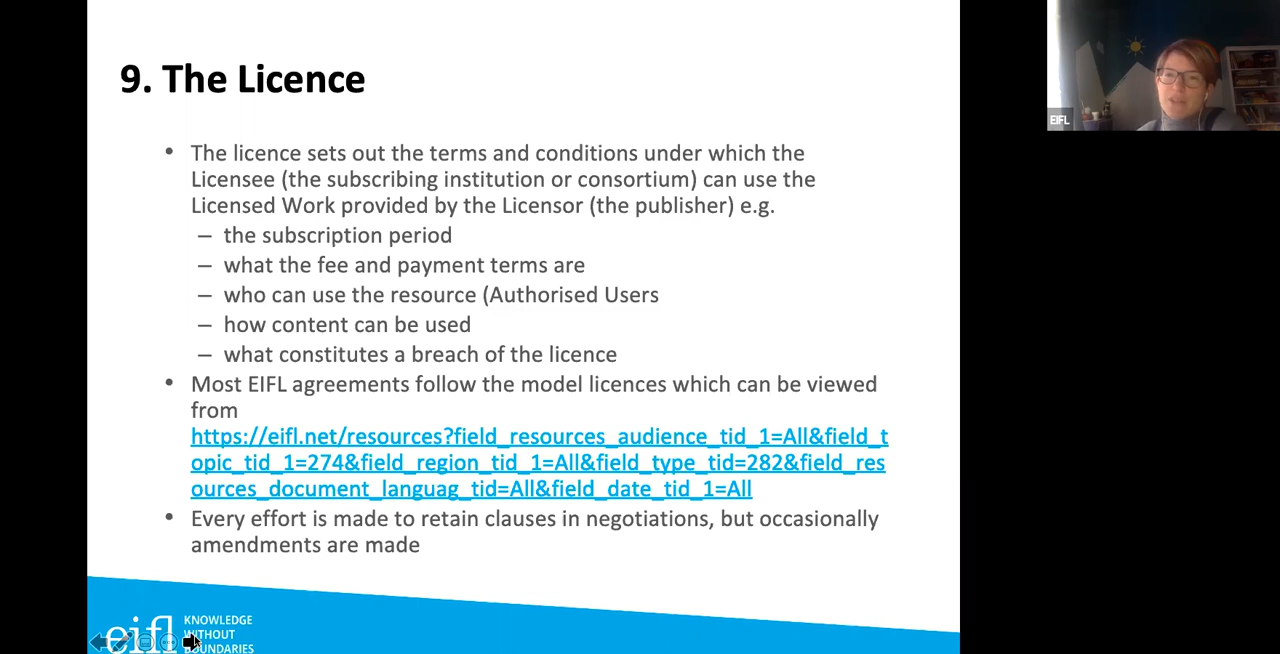 9. The Licence
• The licence sets out the terms and conditions under which the
Licensee (the subscribing institution or consortium) can use the
Licensed Work provided by the Licensor (the publisher) e.g.
– the subscription period
– what the fee and payment terms are
– who can use the resource (Authorised Users
– how content can be used
– what constitutes a breach of the licence
• Most EIFL agreements follow the model licences which can be viewed
from
https://eifl.net/resources?field_resources_audience_tid_1=All&field_t
opic_tid_1=274&field_region_tid_1=All&field_type_tid=282&field_res
ources_document_languag_tid=All&field_date_tid_1=All
• Every effort is made to retain clauses in negotiations, but occasionally
amendments are made
eifl
KNOWLEDGE
WITHOUT
BOUNDARIES
EIFL